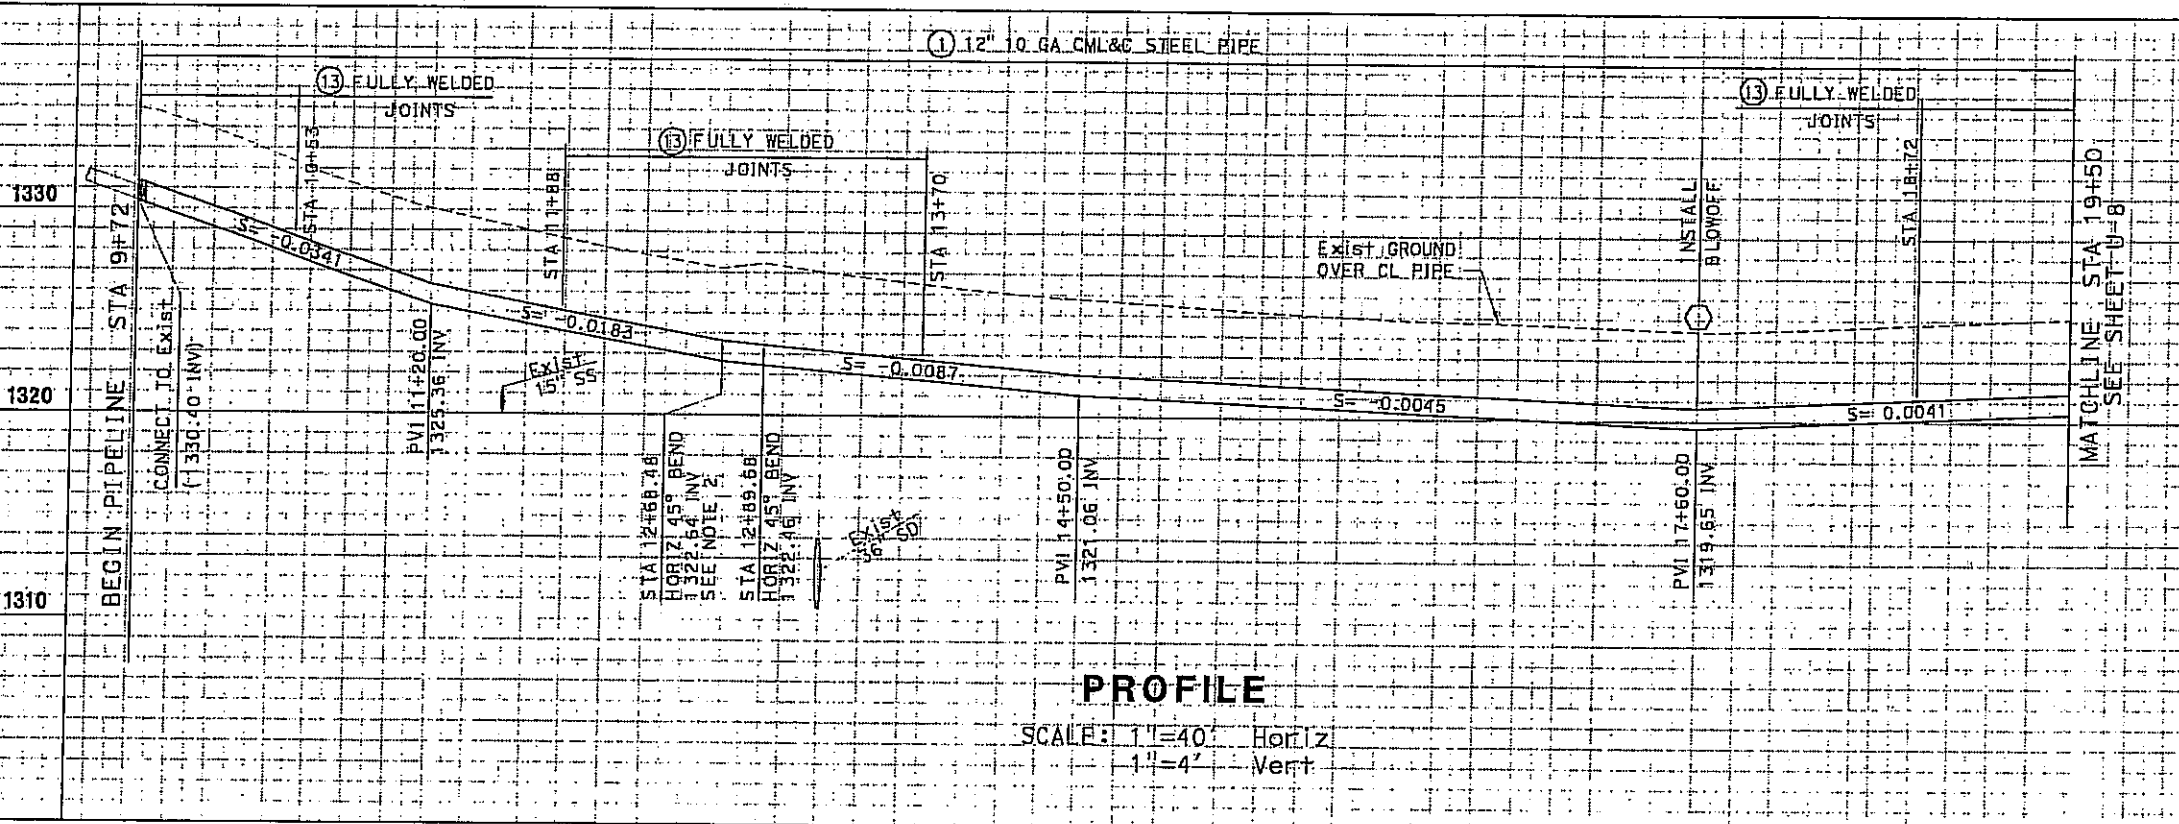 ① 12" 10 GA CML&C STEEL PIPE
⑬ FULLY WELDED
JOINTS
⑬ FULLY WELDED
JOINTS
⑬ FULLY WELDED
JOINTS
1330
1320
1310
BEGIN PIPELINE STA 9+72
CONNECT TO Exist
(1330.40 INV)
STA 10+53
S= -0.0341
PVI 11+20.00
1325.36 INV
STA 11+88
S= -0.0183
Exist
15" SS
STA 12+68.48
HORIZ 45° BEND
1322.64 INV
SEE NOTE 2
STA 12+89.68
HORIZ 45° BEND
1322.46 INV
Exist
SD
STA 13+70
S= -0.0087
PVI 14+50.00
1321.06 INV
Exist GROUND
OVER CL PIPE
S= -0.0045
INSTALL
BLOWOFF
PVI 17+60.00
1319.65 INV
STA 18+72
S= 0.0041
MATCHLINE STA 19+50
SEE SHEET U-8
PROFILE
SCALE: 1"=40' Horiz
1"=4' Vert